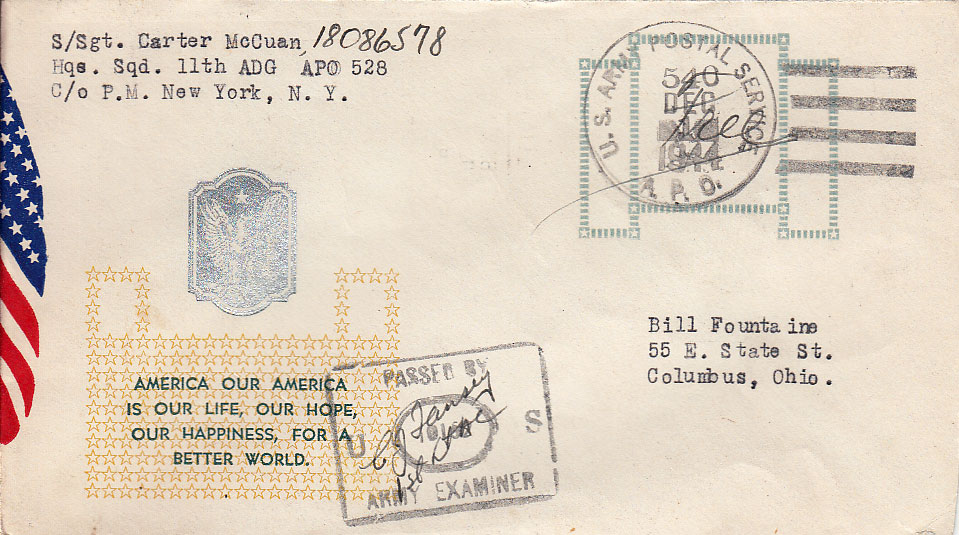 S/Sgt. Carter McCuan 18086578
Hqs. Sqd. 11th ADG APO 528
C/o P.M. New York, N. Y.
U. S. ARMY POSTAL SERVICE
540
DEC
1944
A. P. O.
Free
Bill Fountaine
55 E. State St.
Columbus, Ohio.
AMERICA OUR AMERICA
IS OUR LIFE, OUR HOPE,
OUR HAPPINESS, FOR A
BETTER WORLD.
PASSED BY
U S
ARMY EXAMINER